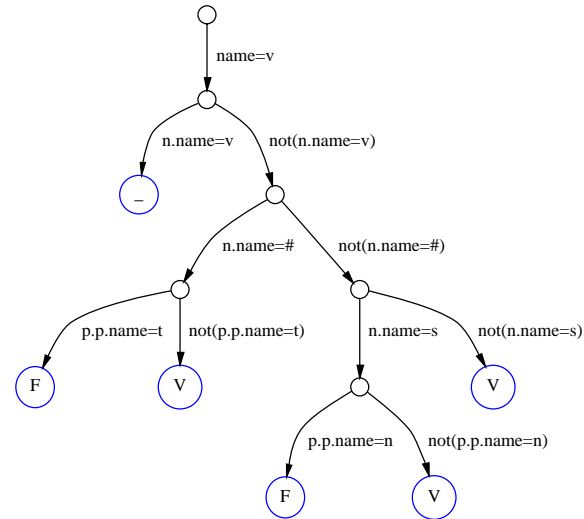 name=v
n.name=v not(n.name=v)
_
n.name=# not(n.name=#)
p.p.name=t not(p.p.name=t) n.name=s not(n.name=s)
F V V
p.p.name=n not(p.p.name=n)
F V